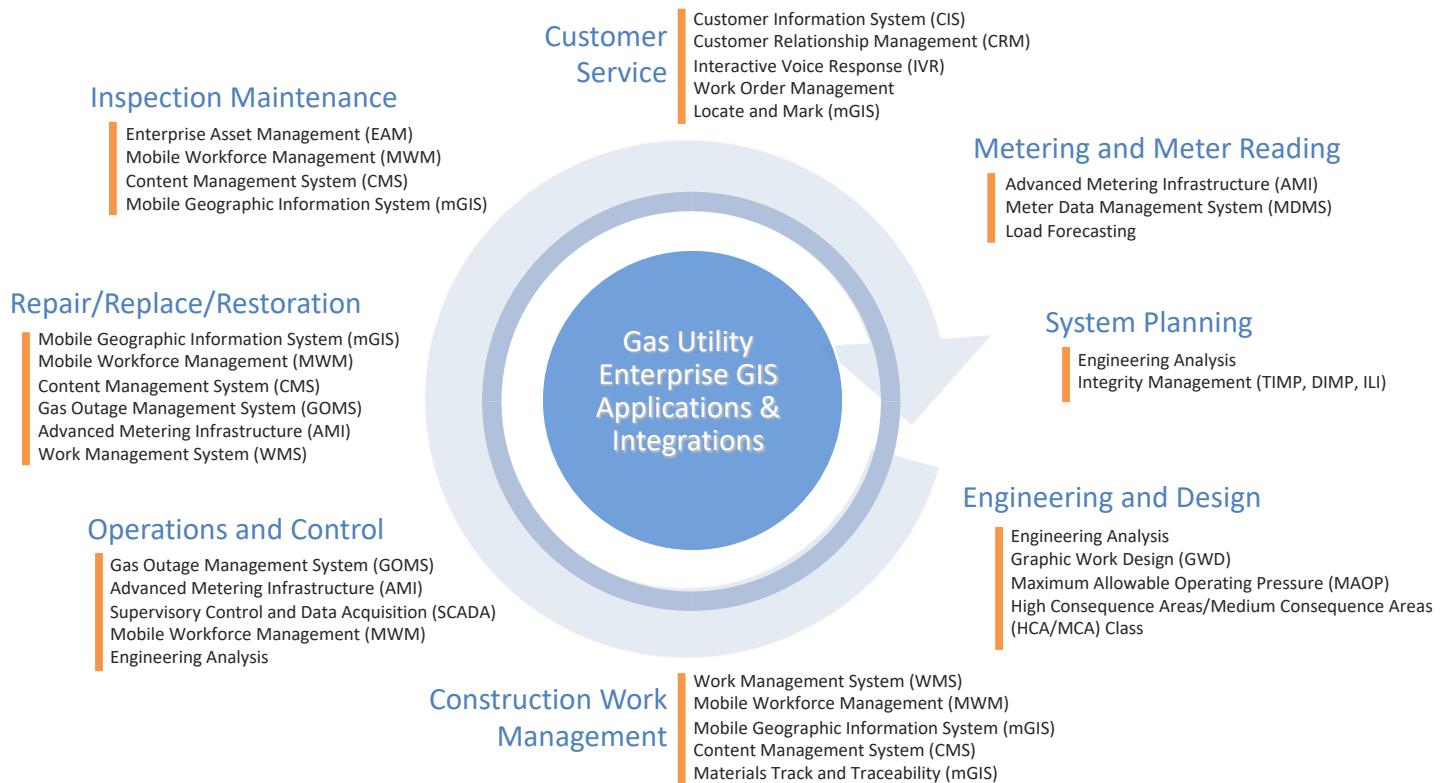 Customer
Service
Customer Information System (CIS)
Customer Relationship Management (CRM)
Interactive Voice Response (IVR)
Work Order Management
Locate and Mark (mGIS)
Inspection Maintenance
Enterprise Asset Management (EAM)
Mobile Workforce Management (MWM)
Content Management System (CMS)
Mobile Geographic Information System (mGIS)
Metering and Meter Reading
Advanced Metering Infrastructure (AMI)
Meter Data Management System (MDMS)
Load Forecasting
Repair/Replace/Restoration
Mobile Geographic Information System (mGIS)
Mobile Workforce Management (MWM)
Content Management System (CMS)
Gas Outage Management System (GOMS)
Advanced Metering Infrastructure (AMI)
Work Management System (WMS)
Gas Utility
Enterprise GIS
Applications &
Integrations
System Planning
Engineering Analysis
Integrity Management (TIMP, DIMP, ILI)
Operations and Control
Gas Outage Management System (GOMS)
Advanced Metering Infrastructure (AMI)
Supervisory Control and Data Acquisition (SCADA)
Mobile Workforce Management (MWM)
Engineering Analysis
Engineering and Design
Engineering Analysis
Graphic Work Design (GWD)
Maximum Allowable Operating Pressure (MAOP)
High Consequence Areas/Medium Consequence Areas
(HCA/MCA) Class
Construction Work
Management
Work Management System (WMS)
Mobile Workforce Management (MWM)
Mobile Geographic Information System (mGIS)
Content Management System (CMS)
Materials Track and Traceability (mGIS)